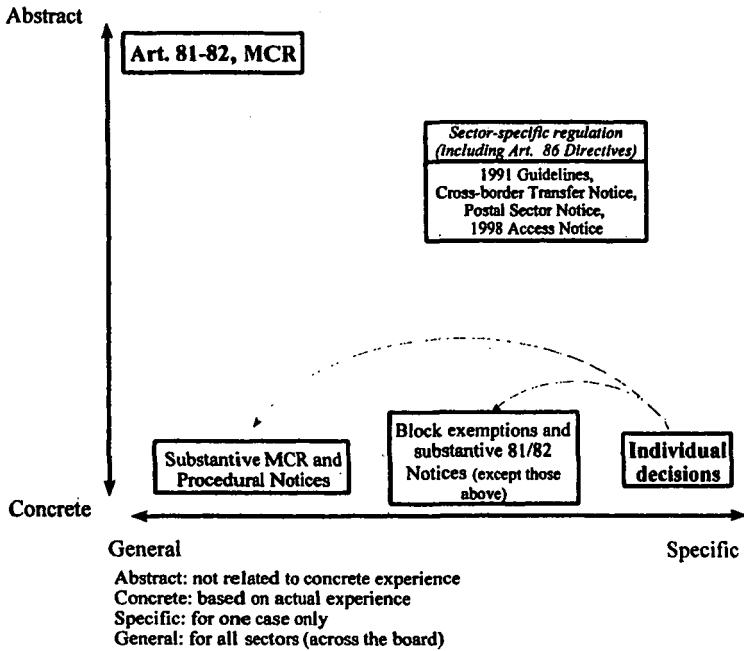 Abstract
Art. 81-82, MCR
Sector-specific regulation
(including Art. 86 Directives)
1991 Guidelines,
Cross-border Transfer Notice,
Postal Sector Notice,
1998 Access Notice
Substantive MCR and
Procedural Notices
Block exemptions and
substantive 81/82
Notices (except those
above)
Individual
decisions
Concrete
General
Specific
Abstract: not related to concrete experience
Concrete: based on actual experience
Specific: for one case only
General: for all sectors (across the board)